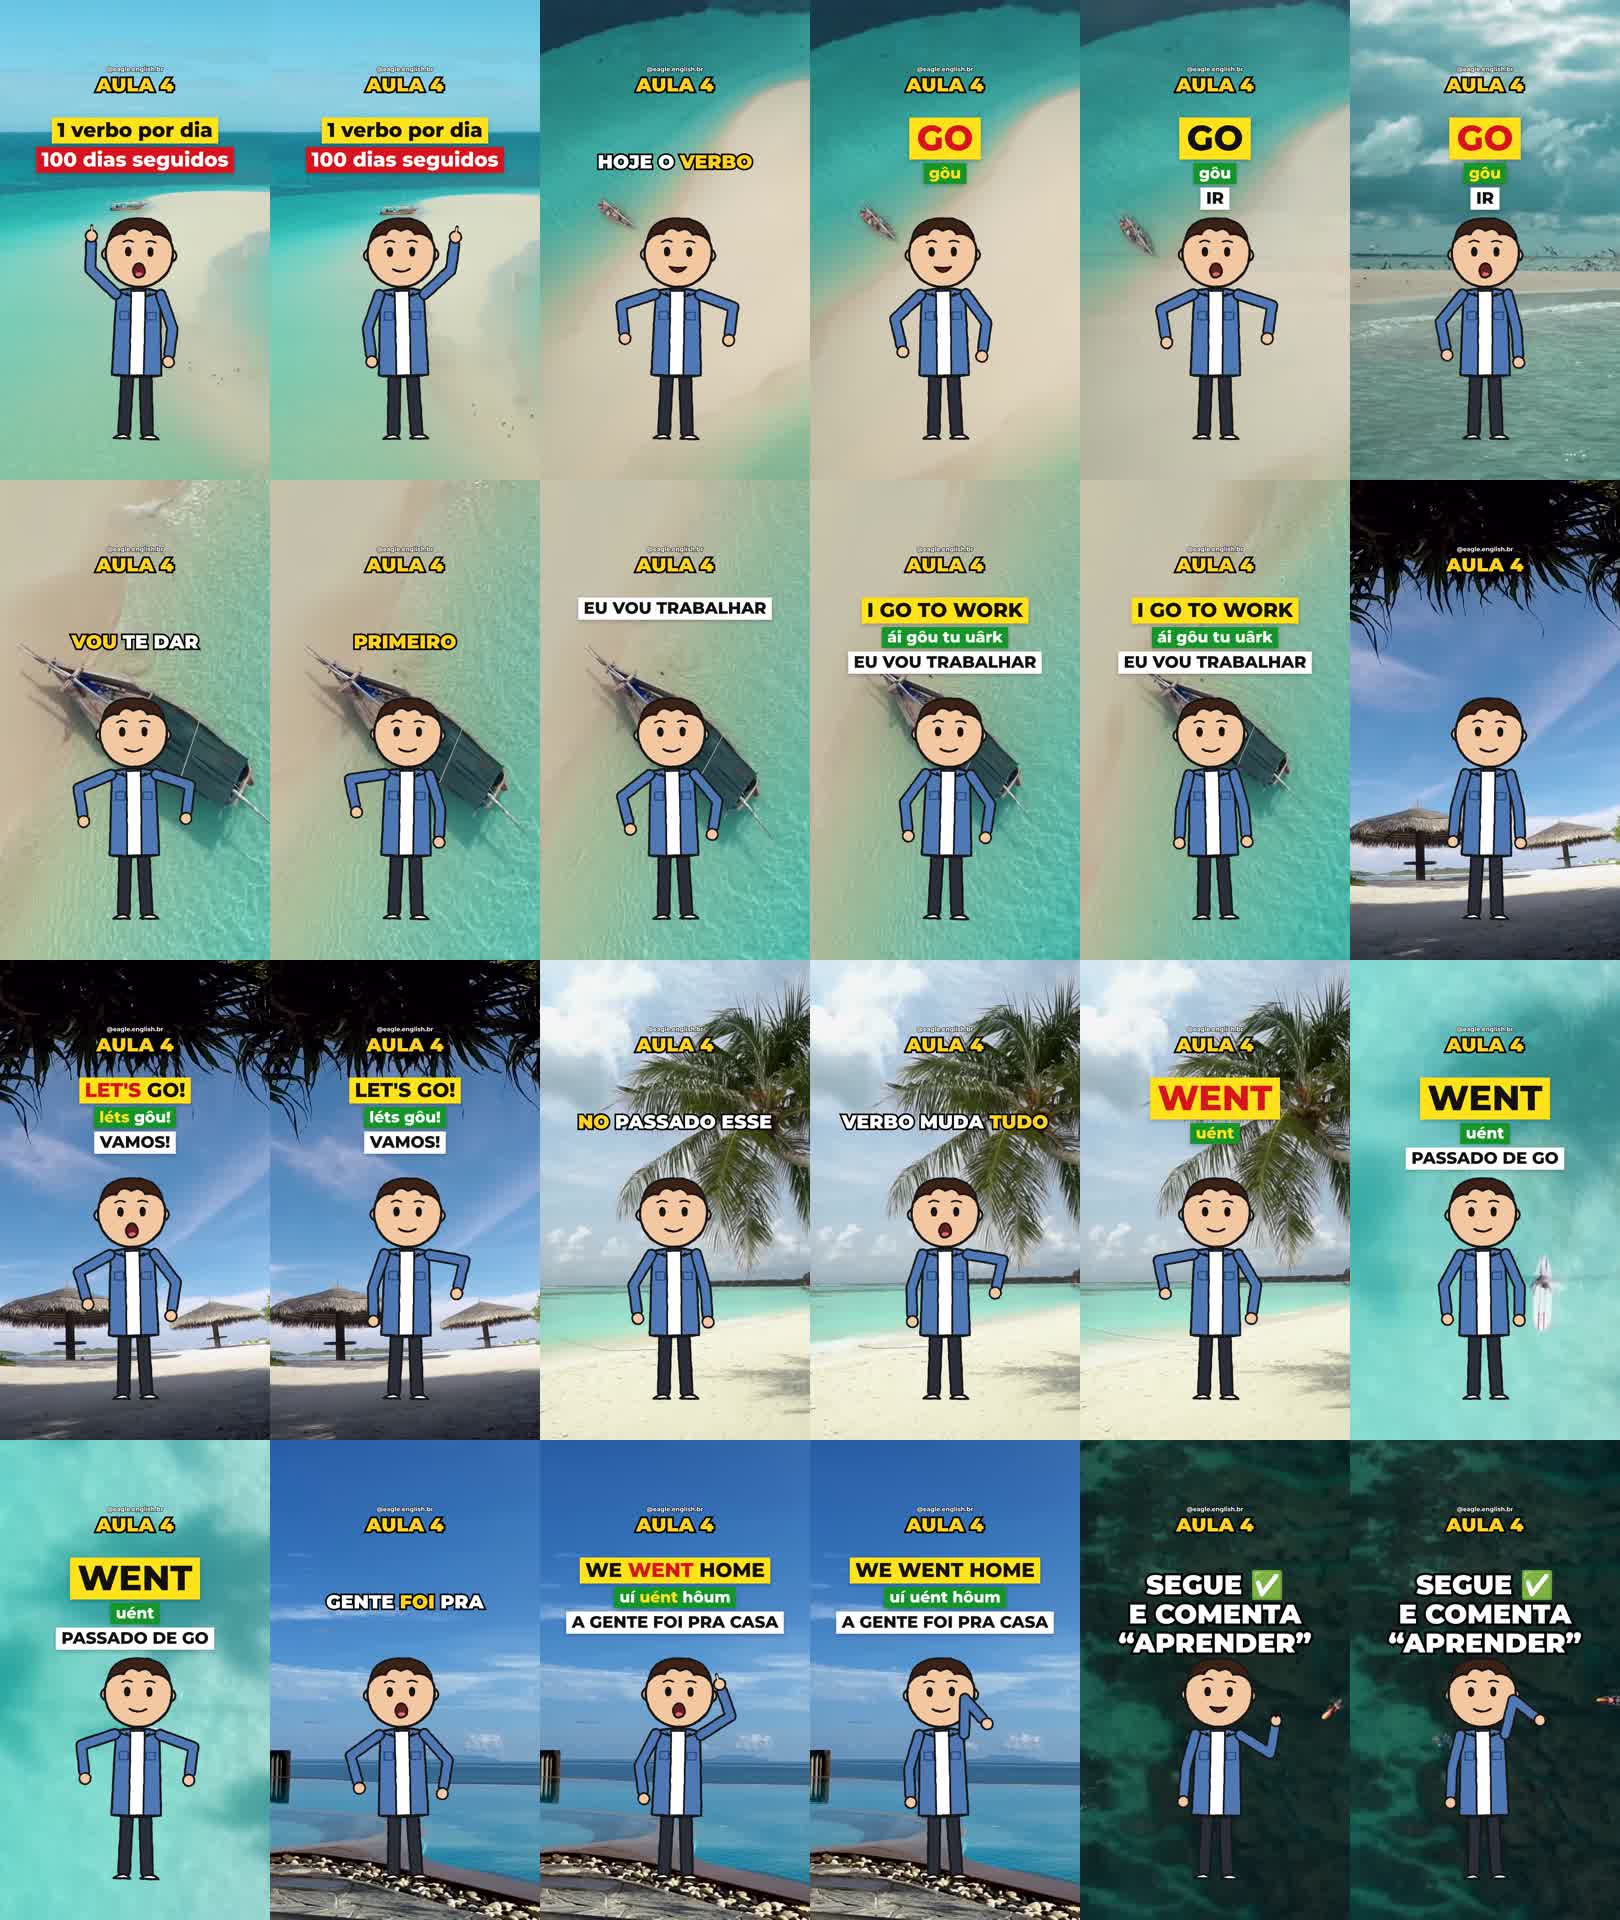 @eagle.english.br
AULA 4
1 verbo por dia
100 dias seguidos
@eagle.english.br
AULA 4
1 verbo por dia
100 dias seguidos
@eagle.english.br
AULA 4
HOJE O VERBO
@eagle.english.br
AULA 4
GO
gôu
@eagle.english.br
AULA 4
GO
gôu
IR
@eagle.english.br
AULA 4
GO
gôu
IR
@eagle.english.br
AULA 4
VOU TE DAR
@eagle.english.br
AULA 4
PRIMEIRO
@eagle.english.br
AULA 4
EU VOU TRABALHAR
@eagle.english.br
AULA 4
I GO TO WORK
ái gôu tu uârk
EU VOU TRABALHAR
@eagle.english.br
AULA 4
I GO TO WORK
ái gôu tu uârk
EU VOU TRABALHAR
@eagle.english.br
AULA 4
@eagle.english.br
AULA 4
LET'S GO!
léts gôu!
VAMOS!
@eagle.english.br
AULA 4
LET'S GO!
léts gôu!
VAMOS!
@eagle.english.br
AULA 4
NO PASSADO ESSE
@eagle.english.br
AULA 4
VERBO MUDA TUDO
@eagle.english.br
AULA 4
WENT
uént
@eagle.english.br
AULA 4
WENT
uént
PASSADO DE GO
@eagle.english.br
AULA 4
WENT
uént
PASSADO DE GO
@eagle.english.br
AULA 4
GENTE FOI PRA
@eagle.english.br
AULA 4
WE WENT HOME
uí uént hôum
A GENTE FOI PRA CASA
@eagle.english.br
AULA 4
WE WENT HOME
uí uént hôum
A GENTE FOI PRA CASA
@eagle.english.br
AULA 4
SEGUE ✅
E COMENTA
“APRENDER”
@eagle.english.br
AULA 4
SEGUE ✅
E COMENTA
“APRENDER”